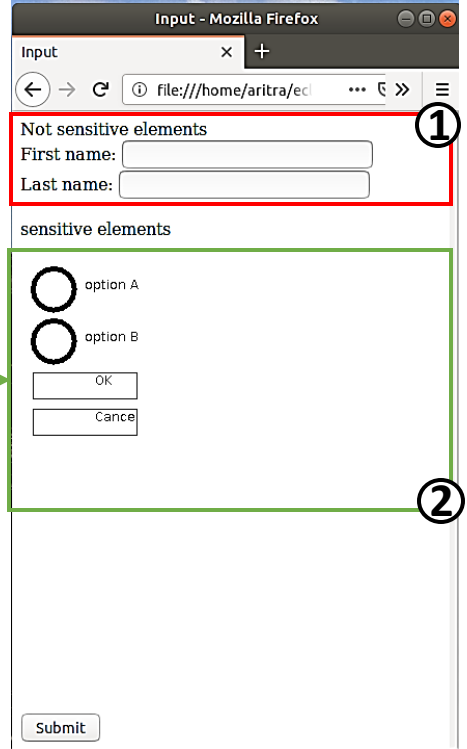 Input - Mozilla Firefox
Input
file:///home/aritra/ecl
Not sensitive elements
1
First name:
Last name:
sensitive elements
option A
option B
OK
Cance
2
Submit